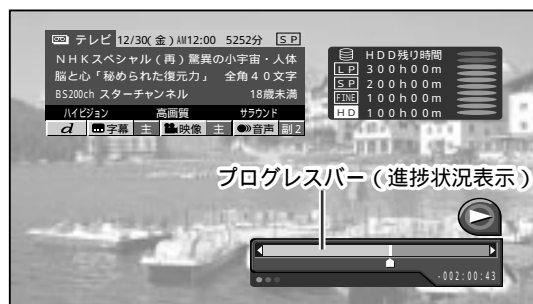 テレビ 12/30(金)AM12:00 5252分 SP
NHKスペシャル(再)驚異の小宇宙・人体
脳と心「秘められた復元力」 全角40文字
BS200ch スターチャンネル 18歳未満
ハイビジョン 高画質 サラウンド
d 字幕 主 映像 主 音声 副2
HDD残り時間
LP 300h00m
SP 200h00m
FINE 100h00m
HD 100h00m
プログレスバー(進捗状況表示)
-002:00:43